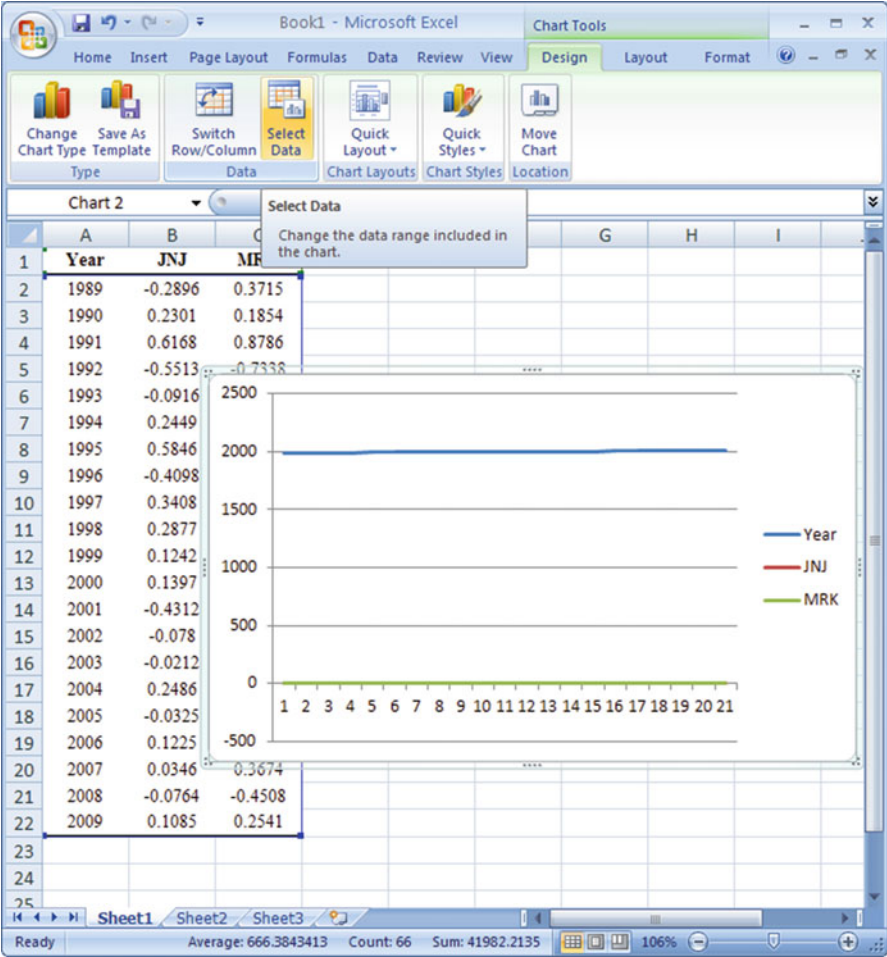 Book1 - Microsoft Excel
Chart Tools
Home Insert Page Layout Formulas Data Review View Design Layout Format
Change Chart Type
Save As Template
Switch Row/Column
Select Data
Quick Layout
Quick Styles
Move Chart
Type
Data
Chart Layouts
Chart Styles
Location
Chart 2
Select Data
Change the data range included in
the chart.
A B C G H I
1 Year JNJ
2 1989 -0.2896 0.3715
3 1990 0.2301 0.1854
4 1991 0.6168 0.8786
5 1992 -0.5513 -0.7338
6 1993 -0.0916
7 1994 0.2449
8 1995 0.5846
9 1996 -0.4098
10 1997 0.3408
11 1998 0.2877
12 1999 0.1242
13 2000 0.1397
14 2001 -0.4312
15 2002 -0.078
16 2003 -0.0212
17 2004 0.2486
18 2005 -0.0325
19 2006 0.1225
20 2007 0.0346 0.3674
21 2008 -0.0764 -0.4508
22 2009 0.1085 0.2541
23
24
25
2500
2000
1500
1000
500
0
-500
1 2 3 4 5 6 7 8 9 10 11 12 13 14 15 16 17 18 19 20 21
Year
JNJ
MRK
Sheet1 Sheet2 Sheet3
Ready Average: 666.3843413 Count: 66 Sum: 41982.2135 106%